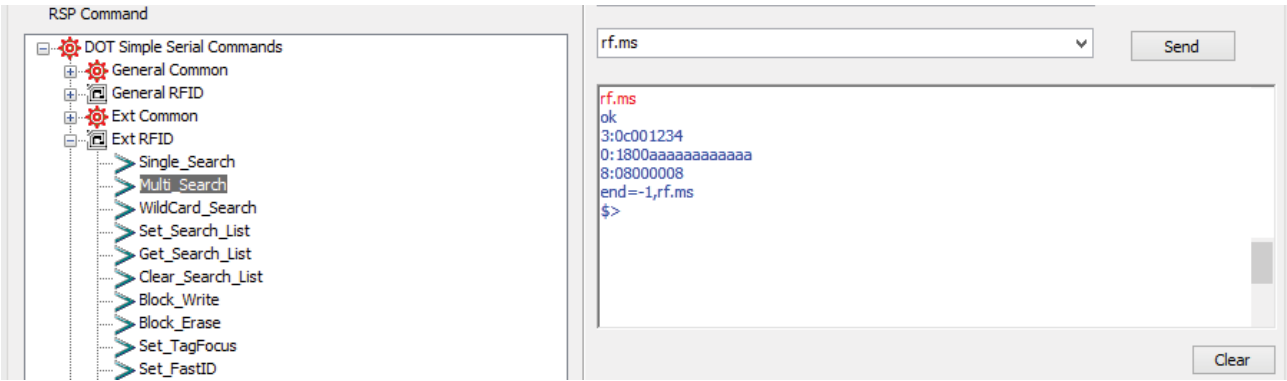 RSP Command
DOT Simple Serial Commands
General Common
General RFID
Ext Common
Ext RFID
Single_Search
Multi_Search
WildCard_Search
Set_Search_List
Get_Search_List
Clear_Search_List
Block_Write
Block_Erase
Set_TagFocus
Set_FastID
rf.ms
Send
rf.ms
ok
3:0c001234
0:1800aaaaaaaaaaaa
8:08000008
end=-1,rf.ms
$>
Clear